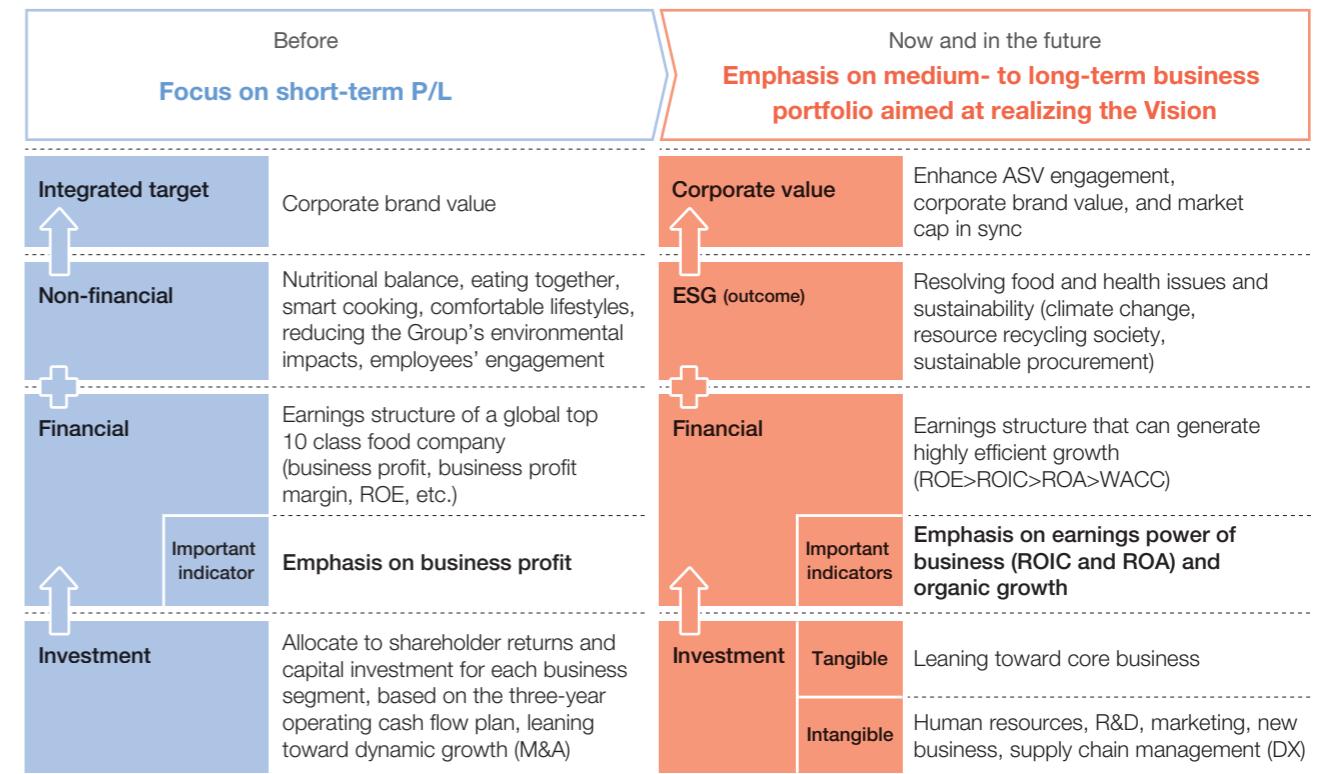 Before
Focus on short-term P/L
Now and in the future
Emphasis on medium- to long-term business
portfolio aimed at realizing the Vision
Integrated target
Corporate brand value
Non-financial
Nutritional balance, eating together,
smart cooking, comfortable lifestyles,
reducing the Group's environmental
impacts, employees' engagement
Financial
Earnings structure of a global top
10 class food company
(business profit, business profit
margin, ROE, etc.)
Important
indicator
Emphasis on business profit
Investment
Allocate to shareholder returns and
capital investment for each business
segment, based on the three-year
operating cash flow plan, leaning
toward dynamic growth (M&A)
Corporate value
Enhance ASV engagement,
corporate brand value, and market
cap in sync
ESG (outcome)
Resolving food and health issues and
sustainability (climate change,
resource recycling society,
sustainable procurement)
Financial
Earnings structure that can generate
highly efficient growth
(ROE>ROIC>ROA>WACC)
Important
indicators
Emphasis on earnings power of
business (ROIC and ROA) and
organic growth
Investment
Tangible
Leaning toward core business
Intangible
Human resources, R&D, marketing, new
business, supply chain management (DX)